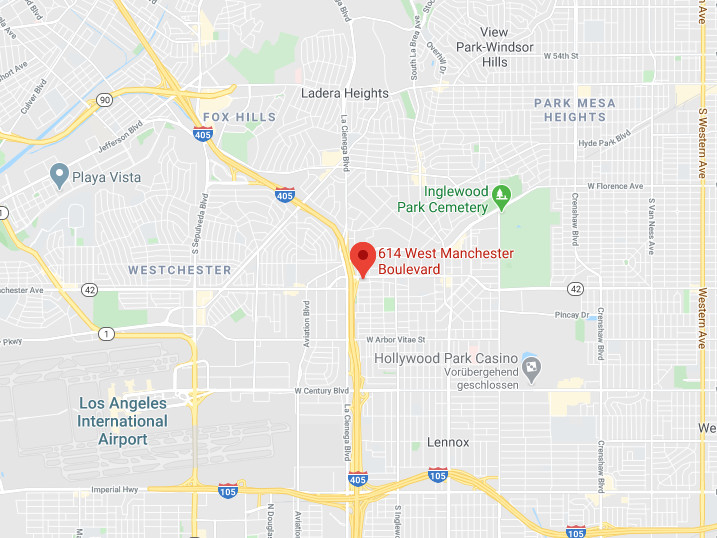 View
Park-Windsor
Hills
W 54th St
South La Brea Ave
Overhill Dr
S Western Ave
Ladera Heights
PARK MESA
HEIGHTS
90
Culver Blvd
Jefferson Blvd
FOX HILLS
405
La Cienega Blvd
Hyde Park Blvd
Playa Vista
S Sepulveda Blvd
405
Inglewood
Park Cemetery
W Florence Ave
Crenshaw Blvd
S Van Ness Ave
1
614 West Manchester
Boulevard
WESTCHESTER
42
42
chester Ave
Aviation Blvd
Pincay Dr
Crenshaw Blvd
Western Ave
1
Pkwy
W Arbor Vitae St
Hollywood Park Casino
Vorübergehend
geschlossen
W Century Blvd
Los Angeles
International
Airport
La Cienega Blvd
Lennox
We
Crenshaw Blvd
405
105
Imperial Hwy
105
N Douglas
Aviation
S Inglewood
105